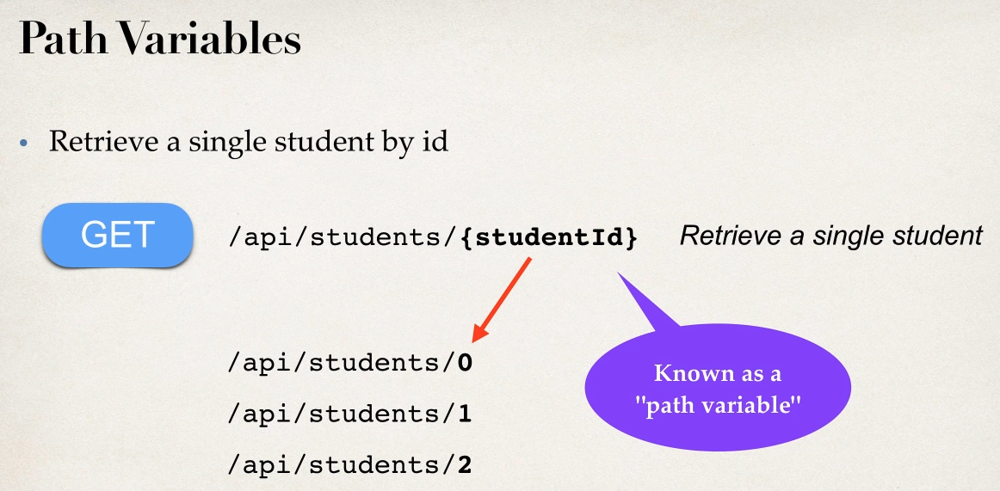 Path Variables
• Retrieve a single student by id
GET /api/students/{studentId} Retrieve a single student
/api/students/0
/api/students/1
/api/students/2
Known as a
"path variable"